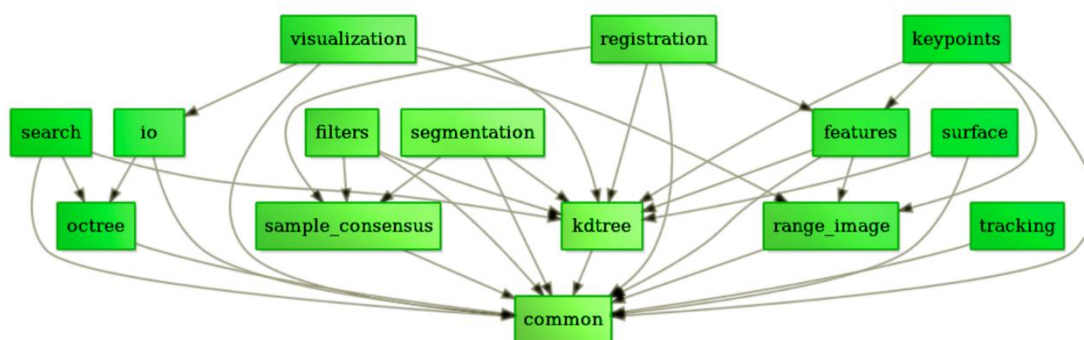 visualization
registration
keypoints
search
io
filters
segmentation
features
surface
octree
sample_consensus
kdtree
range_image
tracking
common